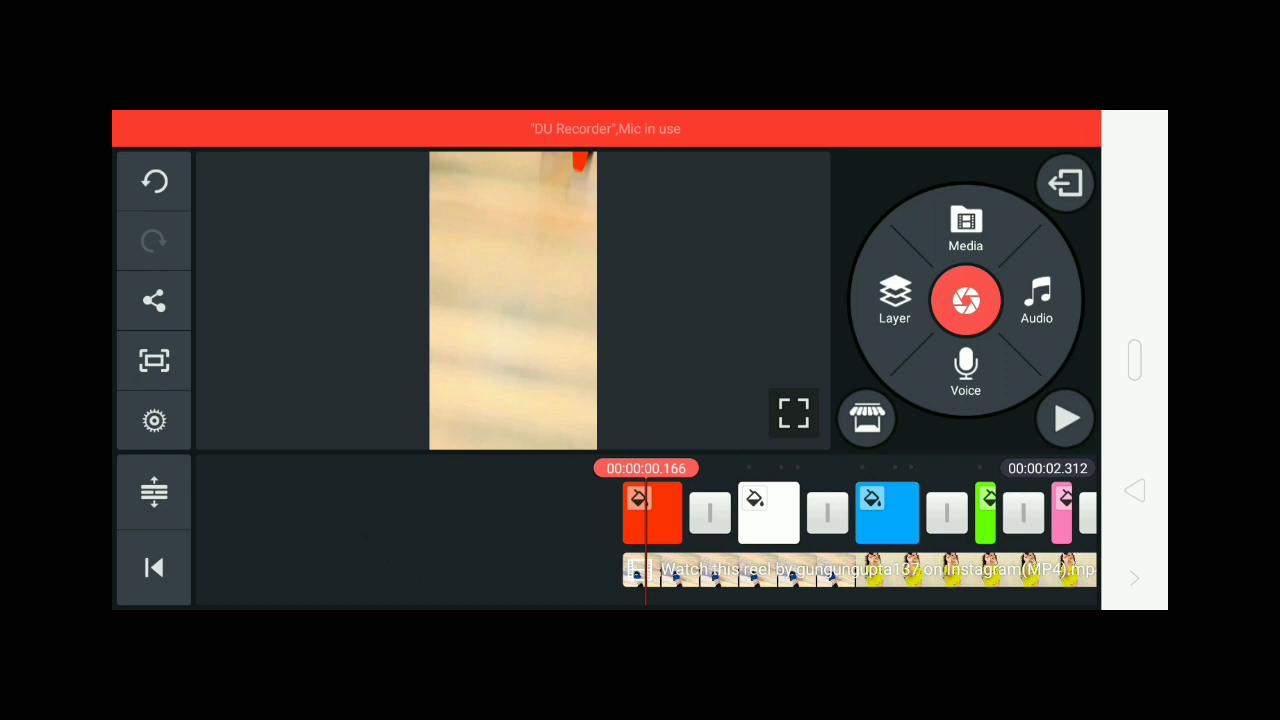 "DU Recorder",Mic in use
Media
Layer
Audio
Voice
00:00:00.166
00:00:02.312
Watch this reel by gungungupta137 on Instagram(MP4).mp